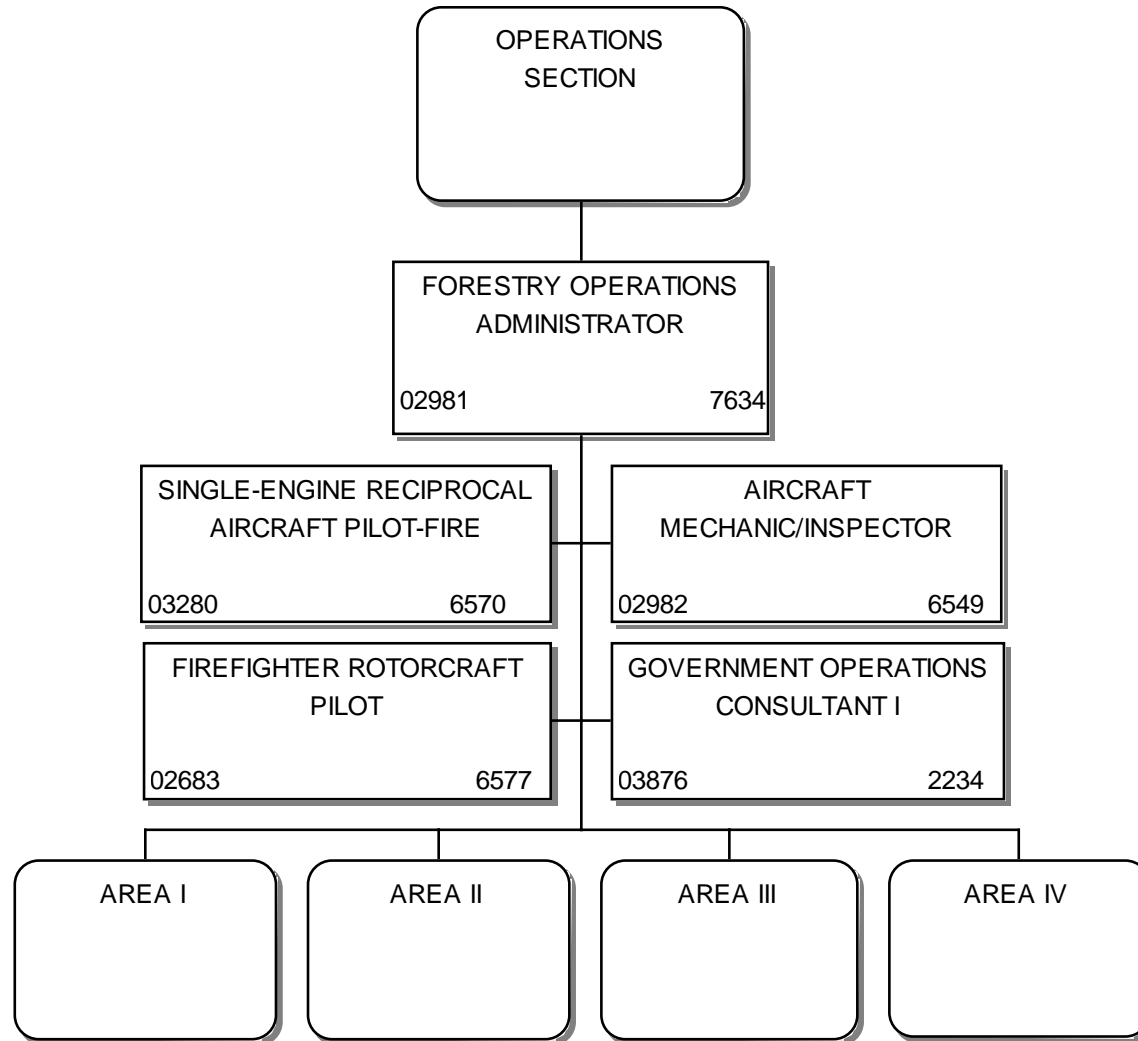 OPERATIONS
SECTION
FORESTRY OPERATIONS
ADMINISTRATOR
02981 7634
SINGLE-ENGINE RECIPROCAL
AIRCRAFT PILOT-FIRE
03280 6570
AIRCRAFT
MECHANIC/INSPECTOR
02982 6549
FIREFIGHTER ROTORCRAFT
PILOT
02683 6577
GOVERNMENT OPERATIONS
CONSULTANT I
03876 2234
AREA I
AREA II
AREA III
AREA IV